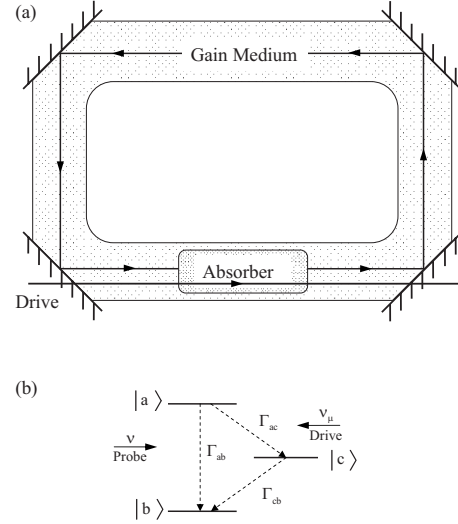 (a)
Gain Medium
Absorber
Drive
(b)
|a⟩
Γac
νμ
Drive
ν
Probe
Γab
|c⟩
Γcb
|b⟩